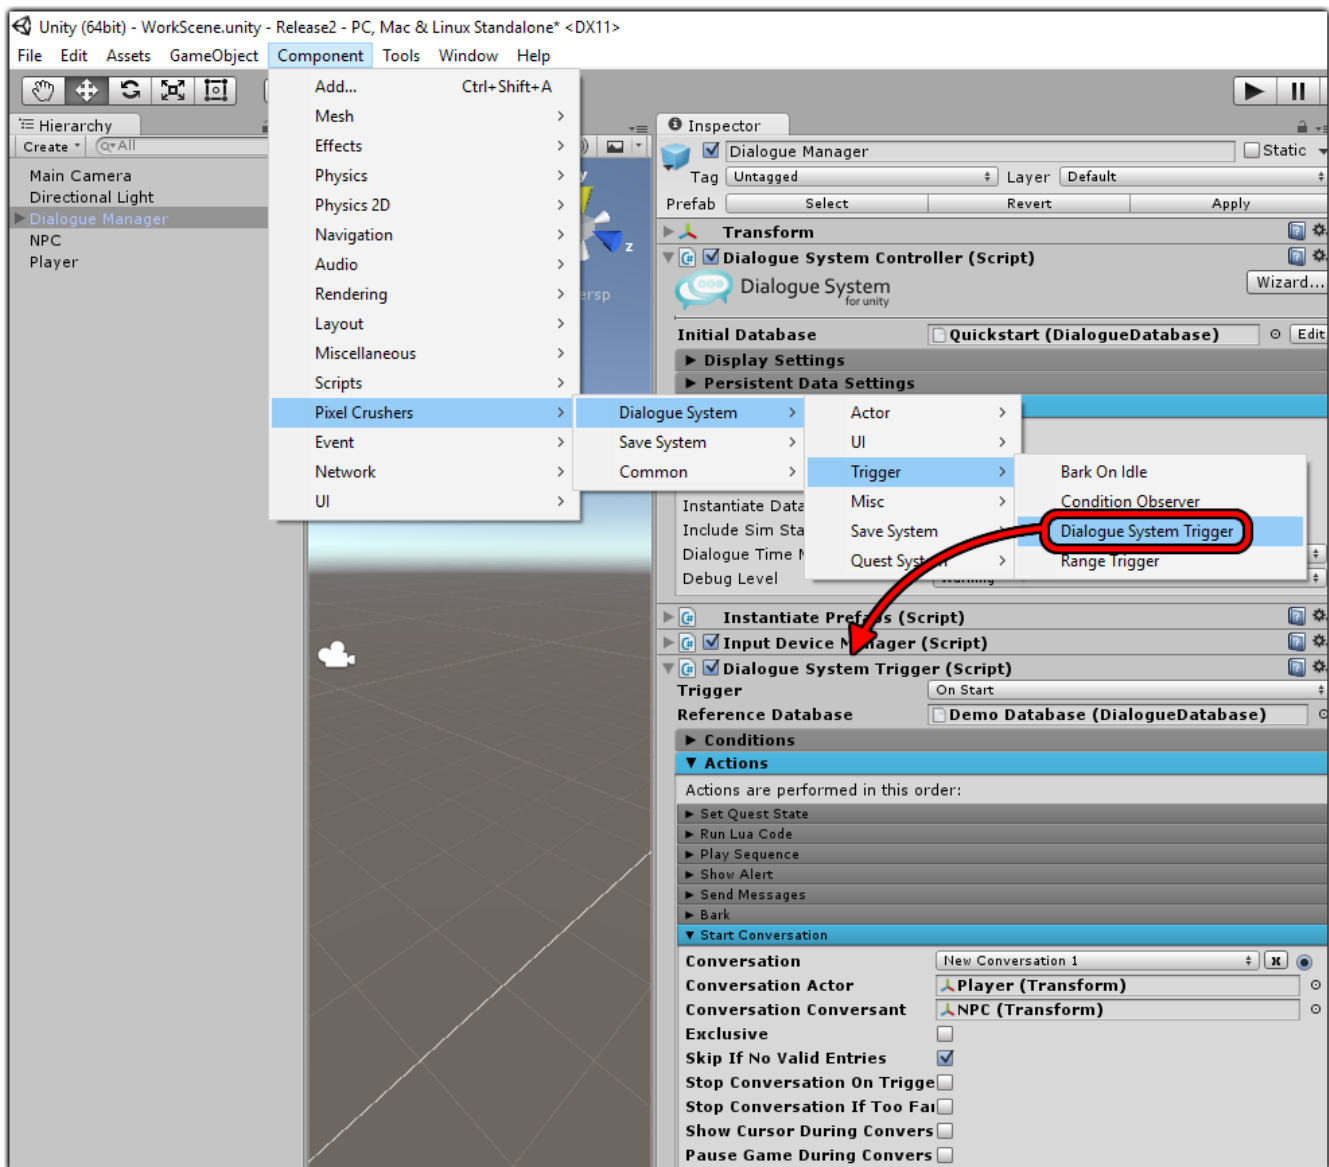 Unity (64bit) - WorkScene.unity - Release2 - PC, Mac & Linux Standalone* <DX11>
File Edit Assets GameObject Component Tools Window Help
Add... Ctrl+Shift+A
Mesh
Effects
Physics
Physics 2D
Navigation
Audio
Rendering
Layout
Miscellaneous
Scripts
Pixel Crushers
Event
Network
UI
Dialogue System
Save System
Common
Actor
UI
Trigger
Misc
Save System
Quest System
Bark On Idle
Condition Observer
Dialogue System Trigger
Range Trigger
Hierarchy
Create All
Main Camera
Directional Light
Dialogue Manager
NPC
Player
y
z
ersp
Inspector
Dialogue Manager Static
Tag Untagged Layer Default
Prefab Select Revert Apply
Transform
Dialogue System Controller (Script)
Dialogue System
for unity
Wizard...
Initial Database Quickstart (DialogueDatabase) Edit
Display Settings
Persistent Data Settings
Instantiate Data
Include Sim Sta
Dialogue Time M
Debug Level Warning
Instantiate Prefabs (Script)
Input Device Manager (Script)
Dialogue System Trigger (Script)
Trigger On Start
Reference Database Demo Database (DialogueDatabase)
Conditions
Actions
Actions are performed in this order:
Set Quest State
Run Lua Code
Play Sequence
Show Alert
Send Messages
Bark
Start Conversation
Conversation New Conversation 1
Conversation Actor Player (Transform)
Conversation Conversant NPC (Transform)
Exclusive
Skip If No Valid Entries
Stop Conversation On Trigge
Stop Conversation If Too Fa
Show Cursor During Convers
Pause Game During Convers